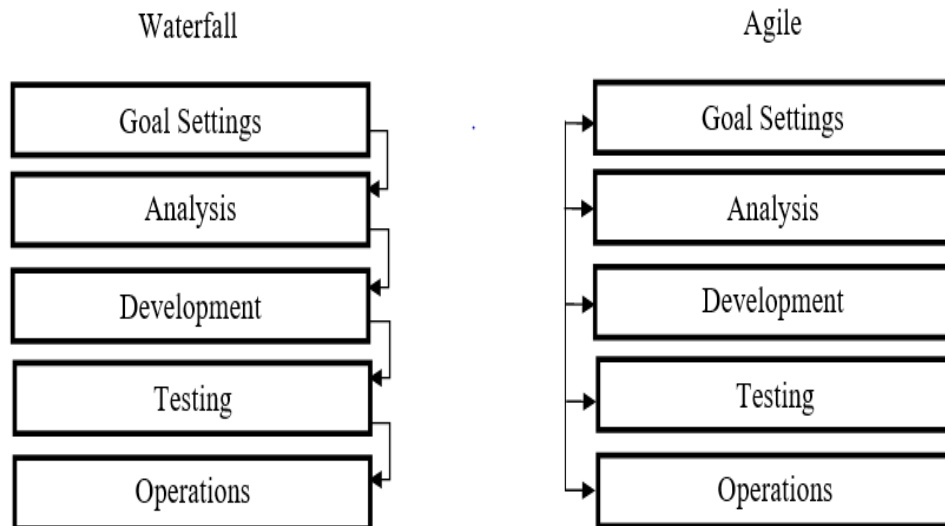 Waterfall
Goal Settings
Analysis
Development
Testing
Operations
Agile
Goal Settings
Analysis
Development
Testing
Operations